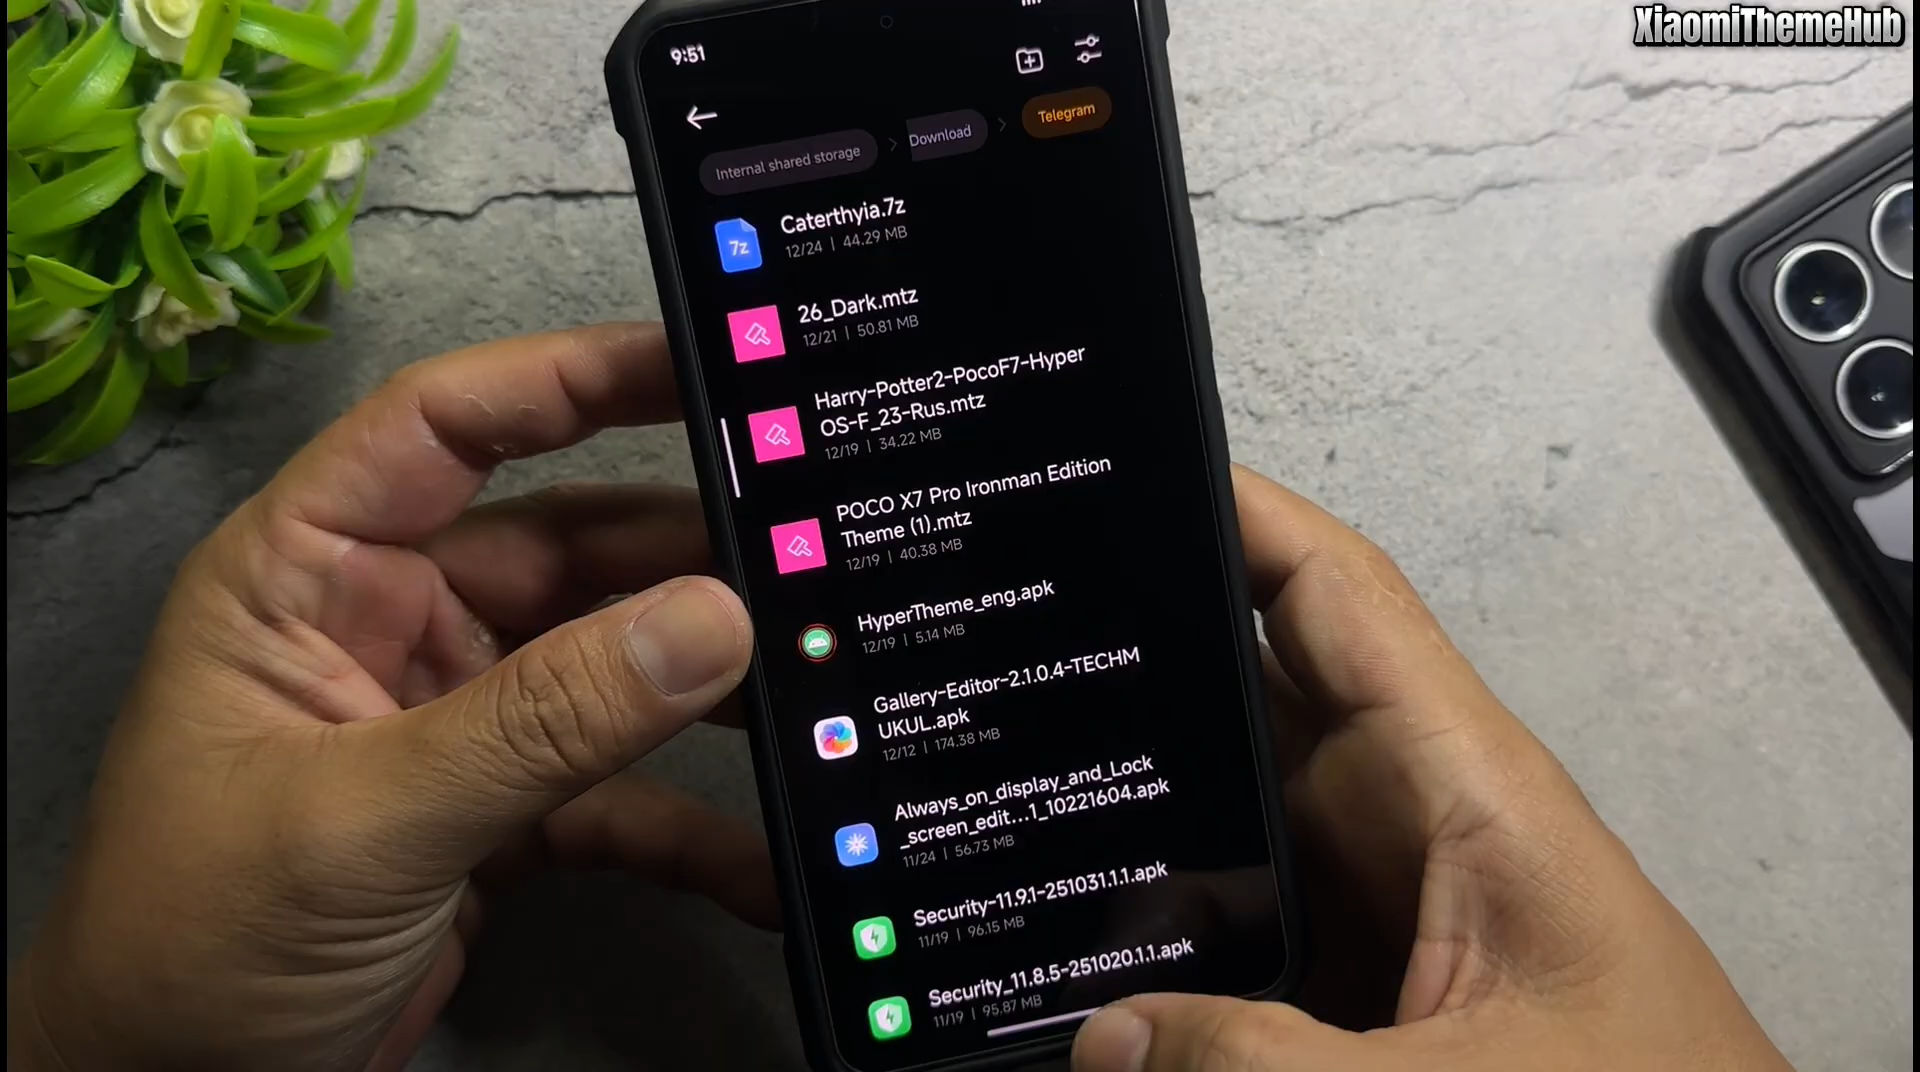 XiaomiThemeHub
9:51
Internal shared storage
Download
Telegram
7z
Caterthyia.7z
12/24 | 44.29 MB
26_Dark.mtz
12/21 | 50.81 MB
Harry-Potter2-PocoF7-Hyper
OS-F_23-Rus.mtz
12/19 | 34.22 MB
POCO X7 Pro Ironman Edition
Theme (1).mtz
12/19 | 40.38 MB
HyperTheme_eng.apk
12/19 | 5.14 MB
Gallery-Editor-2.1.0.4-TECHM
UKUL.apk
12/12 | 174.38 MB
Always_on_display_and_Lock
_screen_edit...1_10221604.apk
11/24 | 56.73 MB
Security-11.9.1-251031.1.1.apk
11/19 | 96.15 MB
Security_11.8.5-251020.1.1.apk
11/19 | 95.87 MB